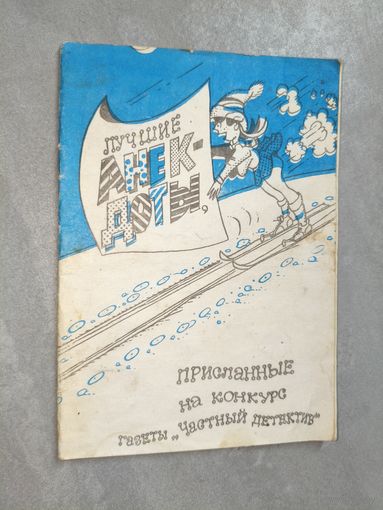 ЛУЧШИЕ
АНЕК-
ДОТЫ,
ПРИСЛАННЫЕ
НА КОНКУРС
ГАЗЕТЫ „ЧАСТНЫЙ ДЕТЕКТИВ“